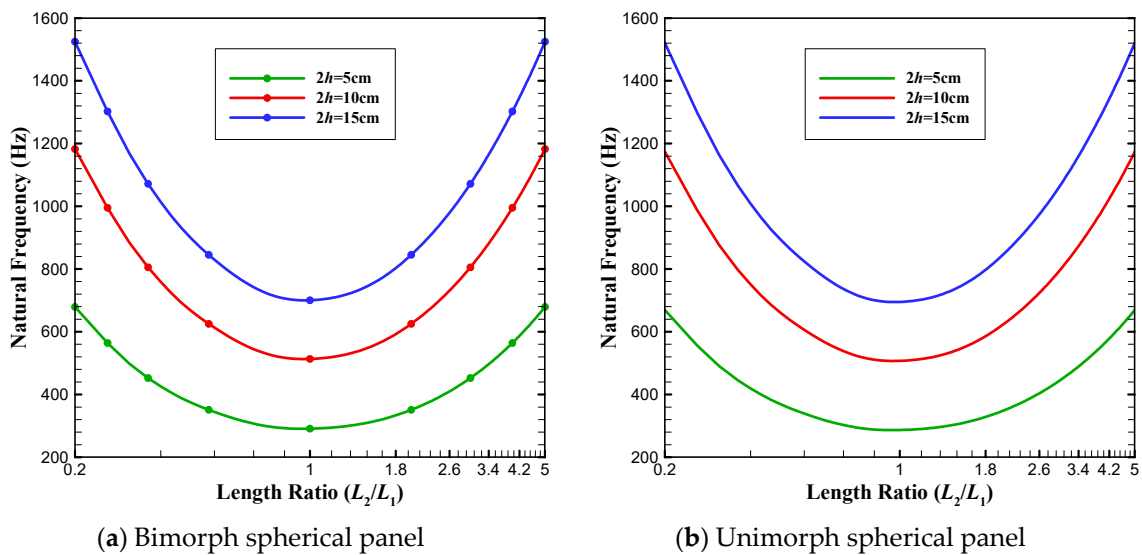 Natural Frequency (Hz)
1600
1400
1200
1000
800
600
400
200
2h=5cm
2h=10cm
2h=15cm
0.2 1 1.8 2.6 3.4 4.2 5
Length Ratio (L2/L1)
(a) Bimorph spherical panel
Natural Frequency (Hz)
1600
1400
1200
1000
800
600
400
200
2h=5cm
2h=10cm
2h=15cm
0.2 1 1.8 2.6 3.4 4.2 5
Length Ratio (L2/L1)
(b) Unimorph spherical panel